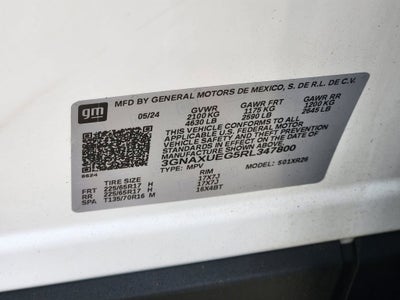 gm
MFD BY GENERAL MOTORS DE MEXICO, S. DE R.L. DE C.V.
05/24 GVWR GAWR FRT GAWR RR
2100 KG 1175 KG 1200 KG
4630 LB 2590 LB 2645 LB
THIS VEHICLE CONFORMS TO ALL
APPLICABLE U.S. FEDERAL MOTOR
VEHICLE SAFETY AND THEFT
PREVENTION STANDARDS IN
EFFECT ON THE DATE OF
MANUFACTURE SHOWN ABOVE.
3GNAXUEG5RL347800
TYPE: MPV MODEL: 501XR26
8624
TIRE SIZE RIM
FRT 225/65R17 H 17X7J
RR 225/65R17 H 17X7J
SPA T135/70R16 M 16X4BT